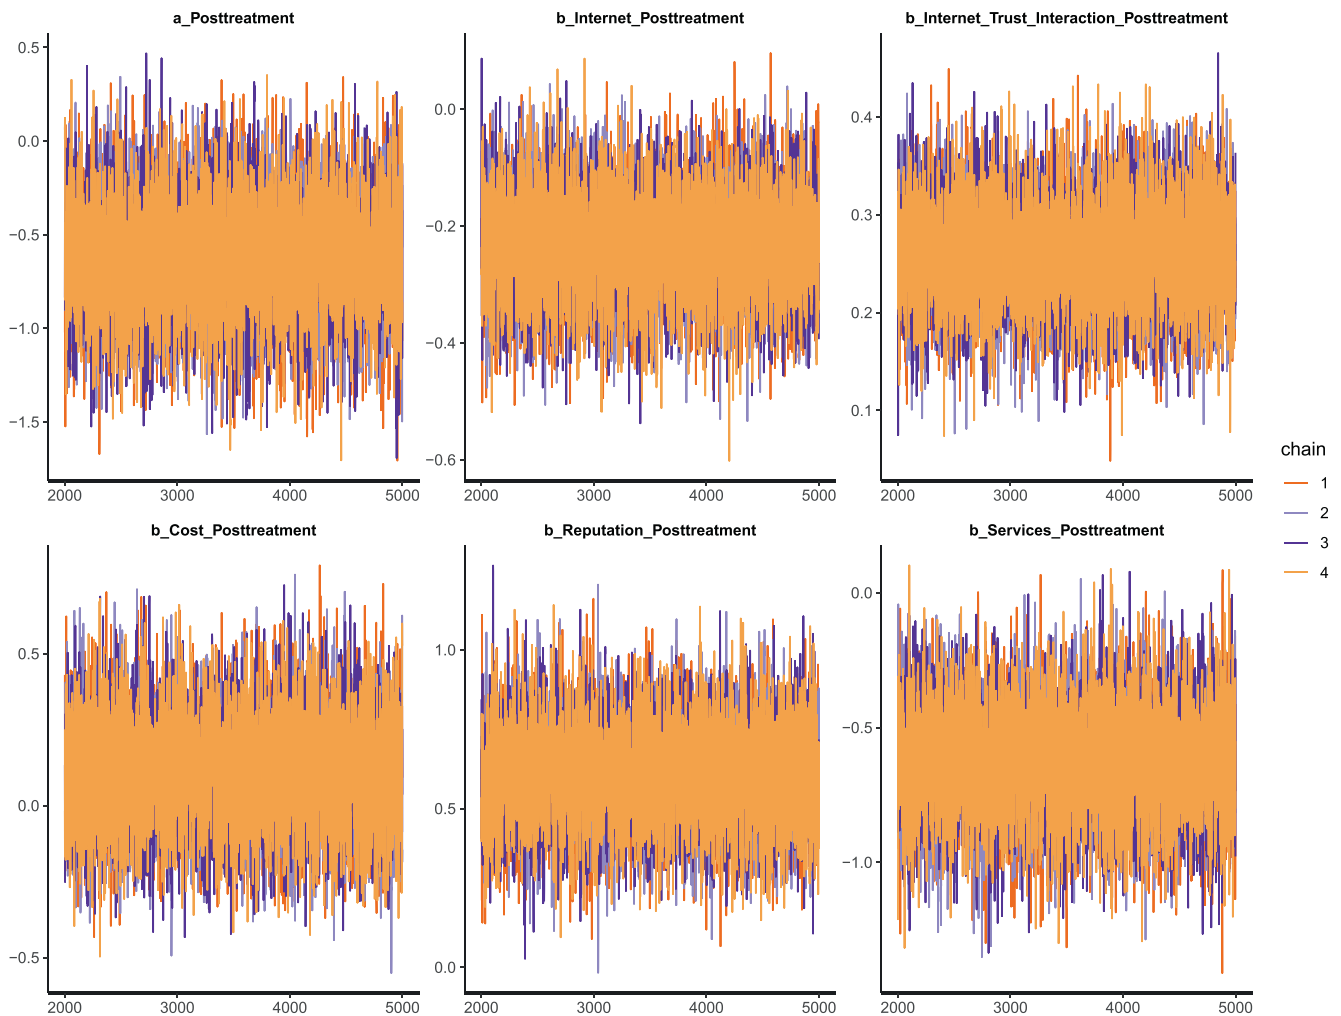 a_Posttreatment
b_Internet_Posttreatment
b_Internet_Trust_Interaction_Posttreatment
0.5
0.0
−0.5
−1.0
−1.5
2000 3000 4000 5000
0.0
−0.2
−0.4
−0.6
2000 3000 4000 5000
0.4
0.3
0.2
0.1
2000 3000 4000 5000
b_Cost_Posttreatment
b_Reputation_Posttreatment
b_Services_Posttreatment
0.5
0.0
−0.5
2000 3000 4000 5000
1.0
0.5
0.0
2000 3000 4000 5000
0.0
−0.5
−1.0
2000 3000 4000 5000
chain
1
2
3
4